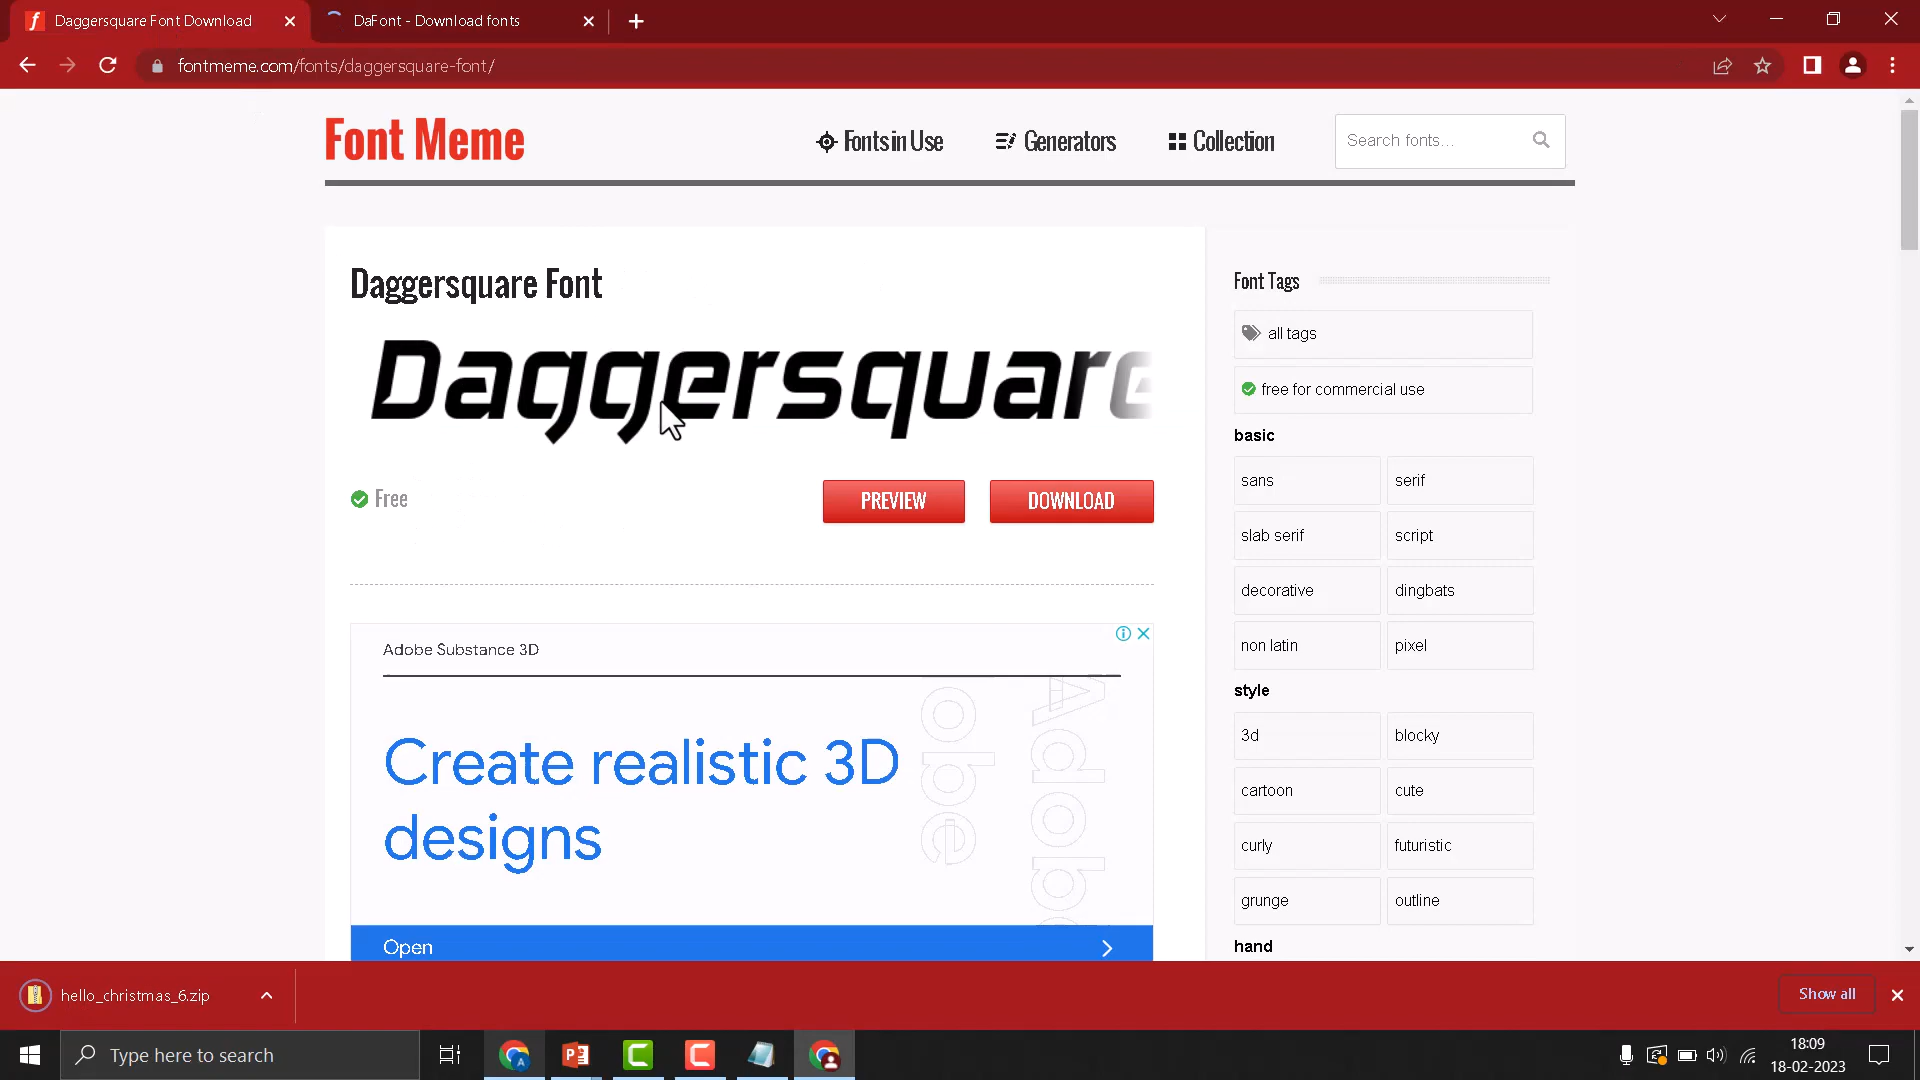 Daggersquare Font Download
DaFont - Download fonts
fontmeme.com/fonts/daggersquare-font/
Font Meme
Fonts in Use
Generators
Collection
Search fonts...
Daggersquare Font
Daggersquare
Free
PREVIEW
DOWNLOAD
Adobe Substance 3D
Create realistic 3D
designs
Adobe
Adobe
Open
Font Tags
all tags
free for commercial use
basic
sans
serif
slab serif
script
decorative
dingbats
non latin
pixel
style
3d
blocky
cartoon
cute
curly
futuristic
grunge
outline
hand
hello_christmas_6.zip
Show all
Type here to search
18:09
18-02-2023